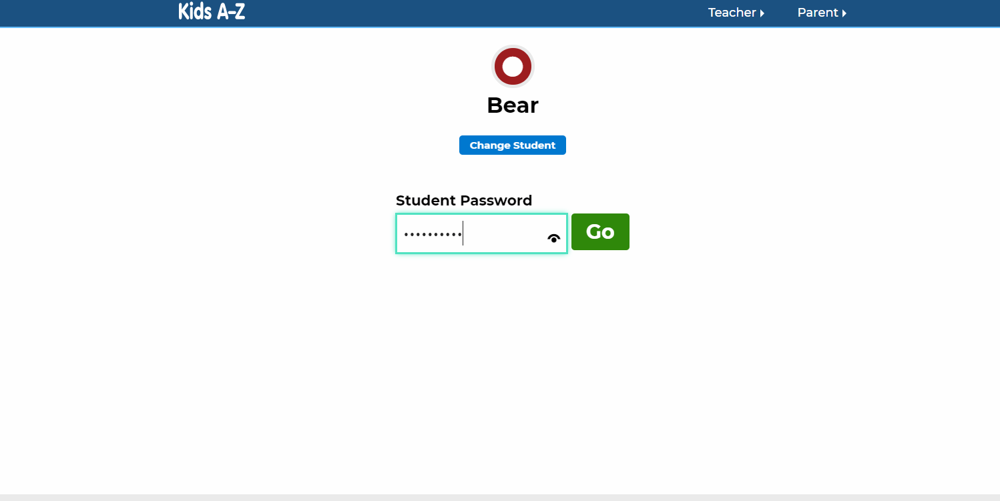 Kids A-Z
Teacher
Parent
Bear
Change Student
Student Password
Go